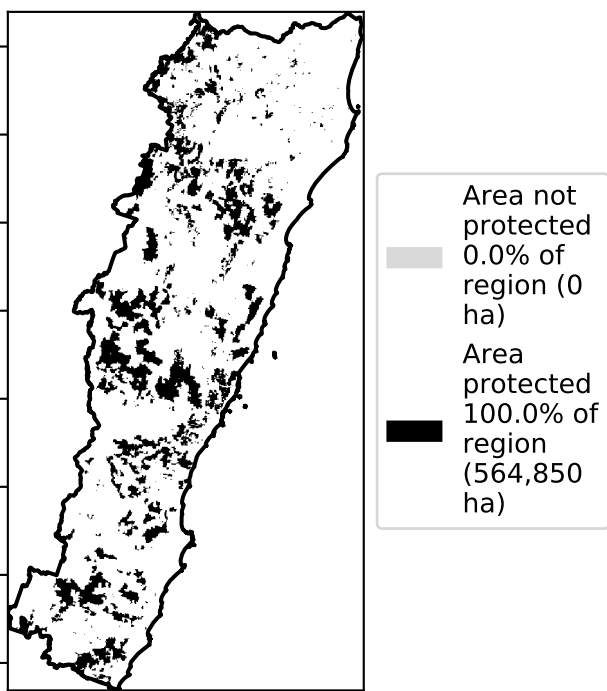 Area not
protected
0.0% of
region (0
ha)
Area
protected
100.0% of
region
(564,850
ha)